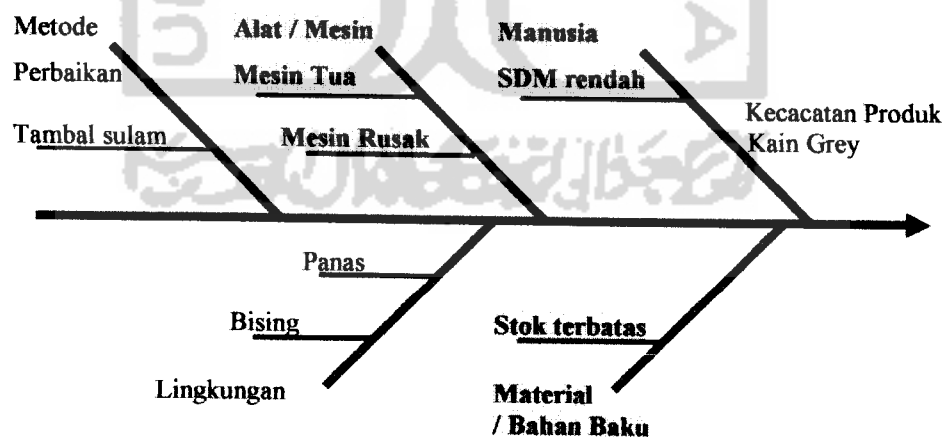 Metode
Perbaikan
Tambal sulam
Alat / Mesin
Mesin Tua
Mesin Rusak
Manusia
SDM rendah
Kecacatan Produk
Kain Grey
Panas
Bising
Lingkungan
Stok terbatas
Material
/ Bahan Baku